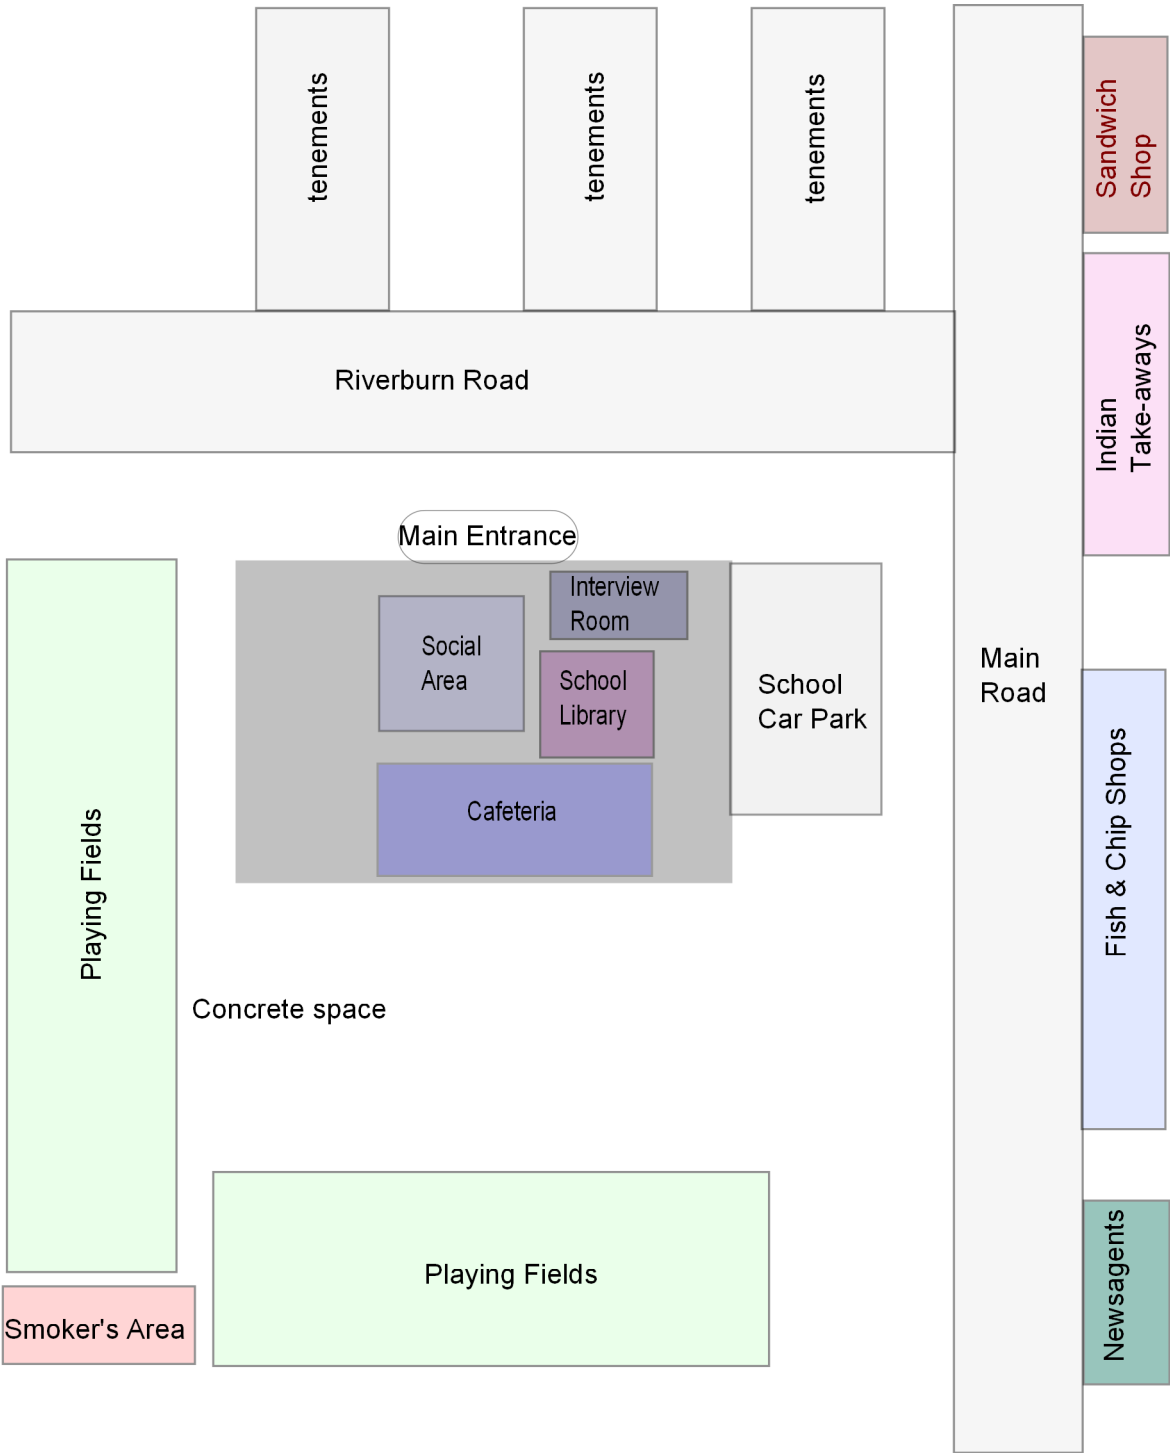 tenements
tenements
tenements
Sandwich
Shop
Riverburn Road
Indian
Take-aways
Main Entrance
Interview
Room
Social
Area
School
Library
School
Car Park
Main
Road
Cafeteria
Fish & Chip Shops
Playing Fields
Concrete space
Playing Fields
Newsagents
Smoker's Area